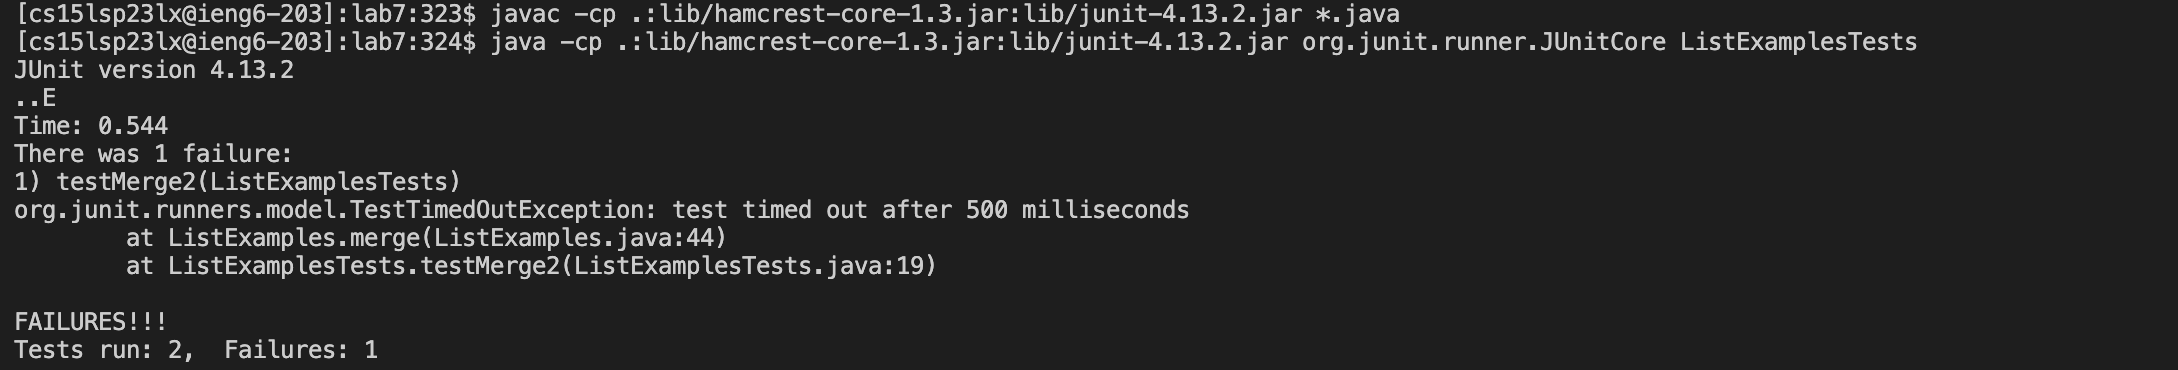 [cs15lsp23lx@ieng6-203]:lab7:323$ javac -cp .:lib/hamcrest-core-1.3.jar:lib/junit-4.13.2.jar *.java
[cs15lsp23lx@ieng6-203]:lab7:324$ java -cp .:lib/hamcrest-core-1.3.jar:lib/junit-4.13.2.jar org.junit.runner.JUnitCore ListExamplesTests
JUnit version 4.13.2
..E
Time: 0.544
There was 1 failure:
1) testMerge2(ListExamplesTests)
org.junit.runners.model.TestTimedOutException: test timed out after 500 milliseconds
        at ListExamples.merge(ListExamples.java:44)
        at ListExamplesTests.testMerge2(ListExamplesTests.java:19)

FAILURES!!!
Tests run: 2,  Failures: 1